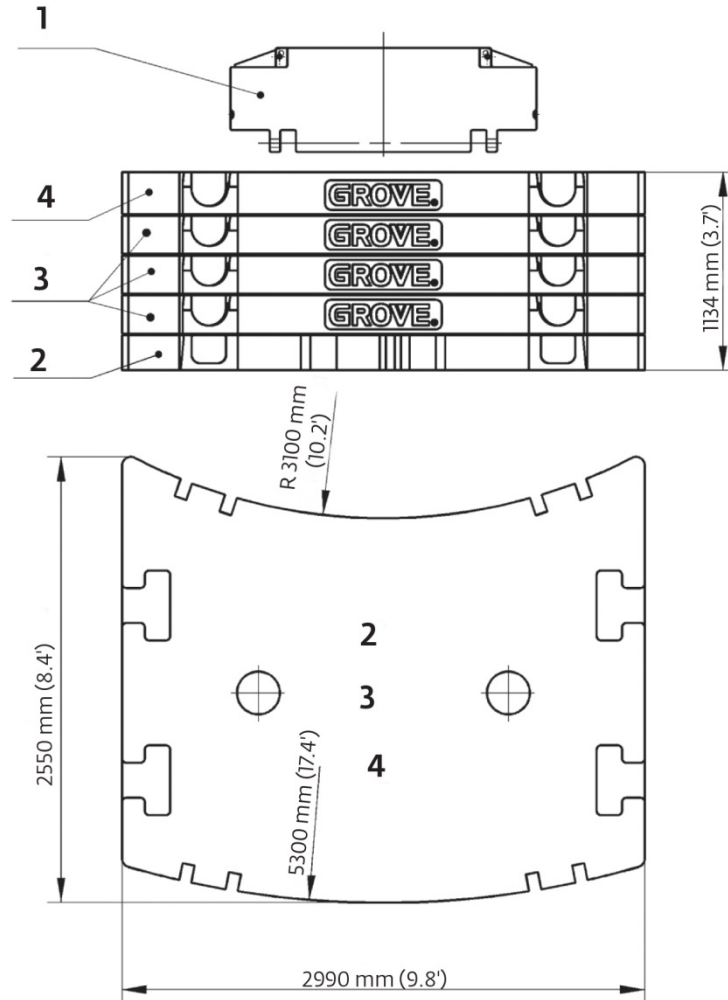 1
4
GROVE
GROVE
3
GROVE
GROVE
2
1134 mm (3.7')
R 3100 mm
(10.2')
2550 mm (8.4')
2
3
4
5300 mm (17.4')
2990 mm (9.8')